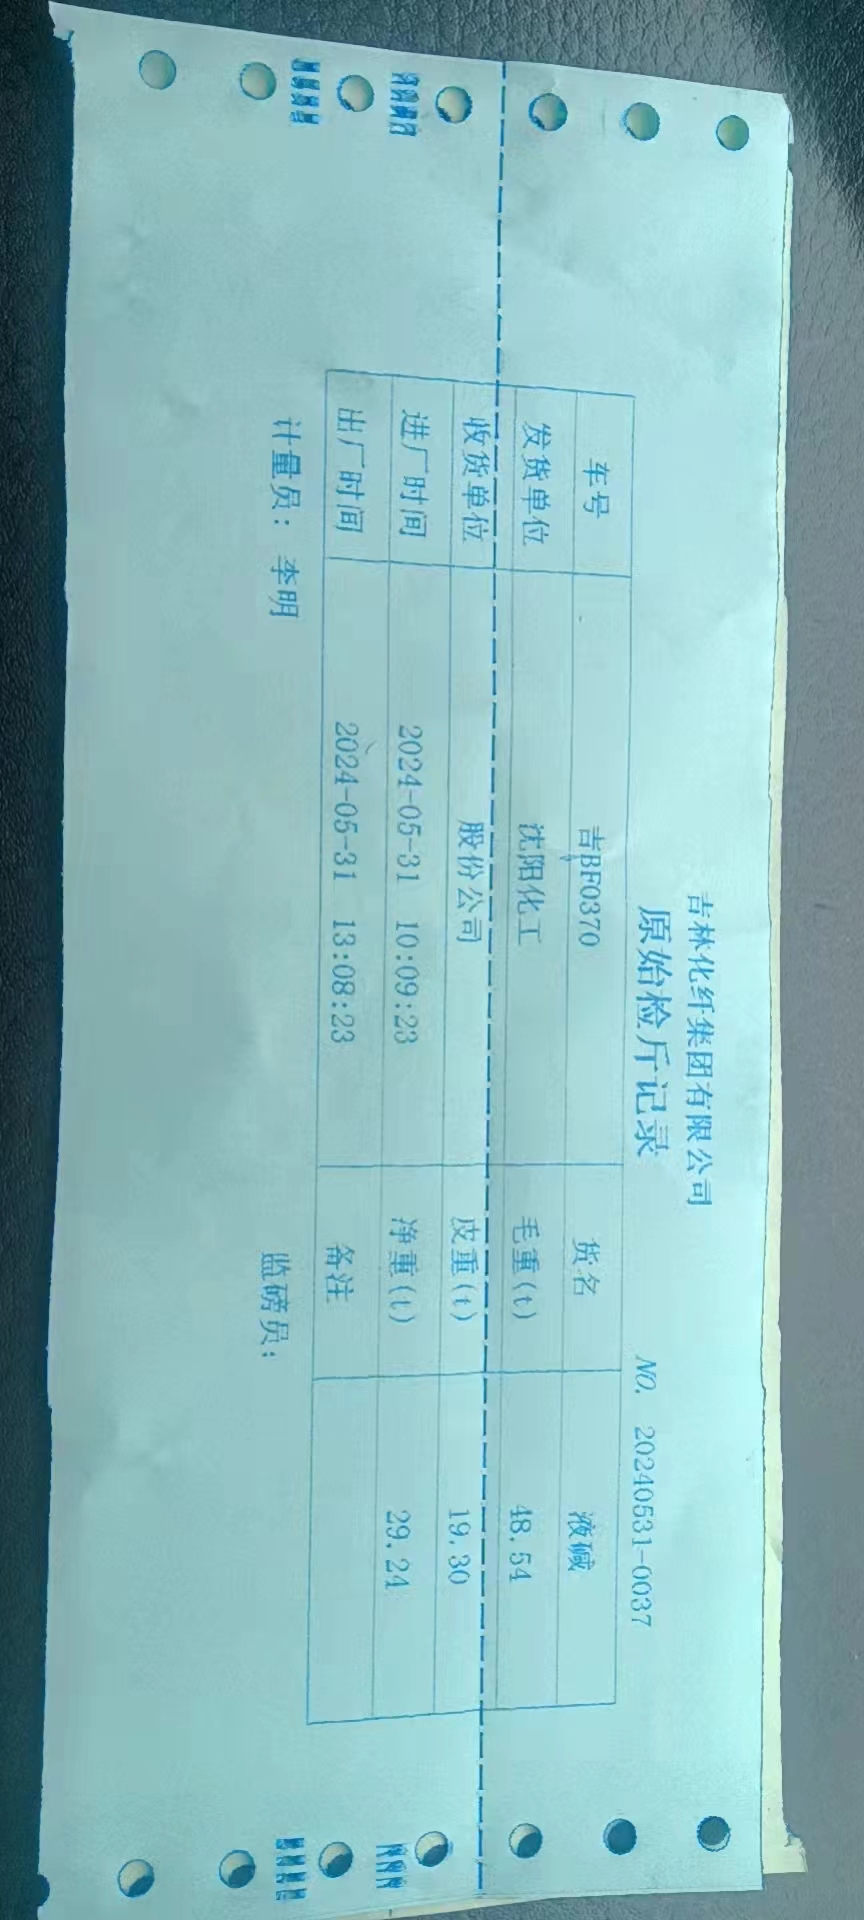 吉林化纤集团有限公司
原始检斤记录
NO. 20240531-0037
车号 吉BF0370 货名 液碱
发货单位 沈阳化工 毛重(t) 48.54
收货单位 股份公司 皮重(t) 19.30
进厂时间 2024-05-31 10:09:23 净重(t) 29.24
出厂时间 2024-05-31 13:08:23 备注
计量员: 李明 监磅员: